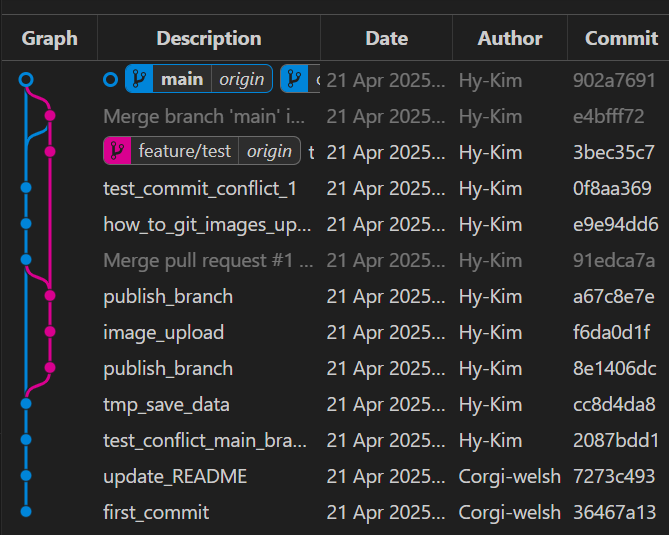 Graph Description Date Author Commit
main origin c 21 Apr 2025... Hy-Kim 902a7691
Merge branch 'main' i... 21 Apr 2025... Hy-Kim e4bfff72
feature/test origin t 21 Apr 2025... Hy-Kim 3bec35c7
test_commit_conflict_1 21 Apr 2025... Hy-Kim 0f8aa369
how_to_git_images_up... 21 Apr 2025... Hy-Kim e9e94dd6
Merge pull request #1 ... 21 Apr 2025... Hy-Kim 91edca7a
publish_branch 21 Apr 2025... Hy-Kim a67c8e7e
image_upload 21 Apr 2025... Hy-Kim f6da0d1f
publish_branch 21 Apr 2025... Hy-Kim 8e1406dc
tmp_save_data 21 Apr 2025... Hy-Kim cc8d4da8
test_conflict_main_bra... 21 Apr 2025... Hy-Kim 2087bdd1
update_README 21 Apr 2025... Corgi-welsh 7273c493
first_commit 21 Apr 2025... Corgi-welsh 36467a13